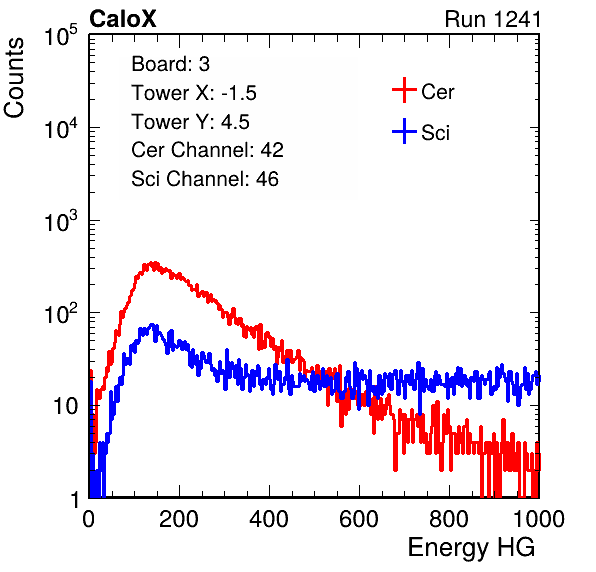 CaloX Run 1241
Counts
10^5
10^4
10^3
10^2
10
1
Board: 3
Tower X: -1.5
Tower Y: 4.5
Cer Channel: 42
Sci Channel: 46
Cer
Sci
0 200 400 600 800 1000
Energy HG